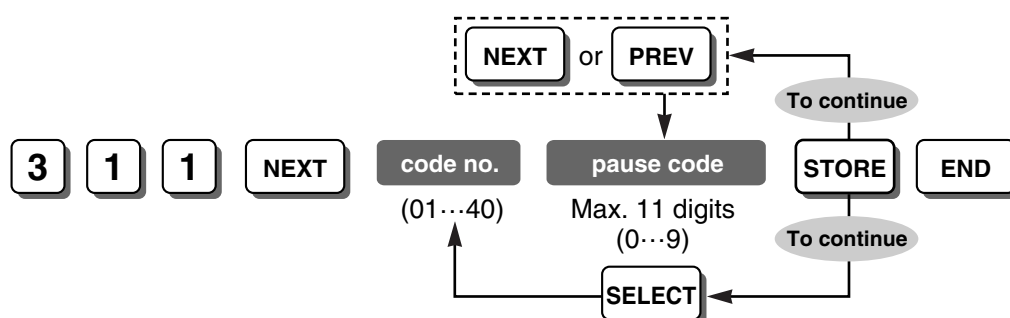 NEXT or PREV
To continue
3 1 1 NEXT code no. pause code STORE END
(01···40) Max. 11 digits
(0···9)
To continue
SELECT